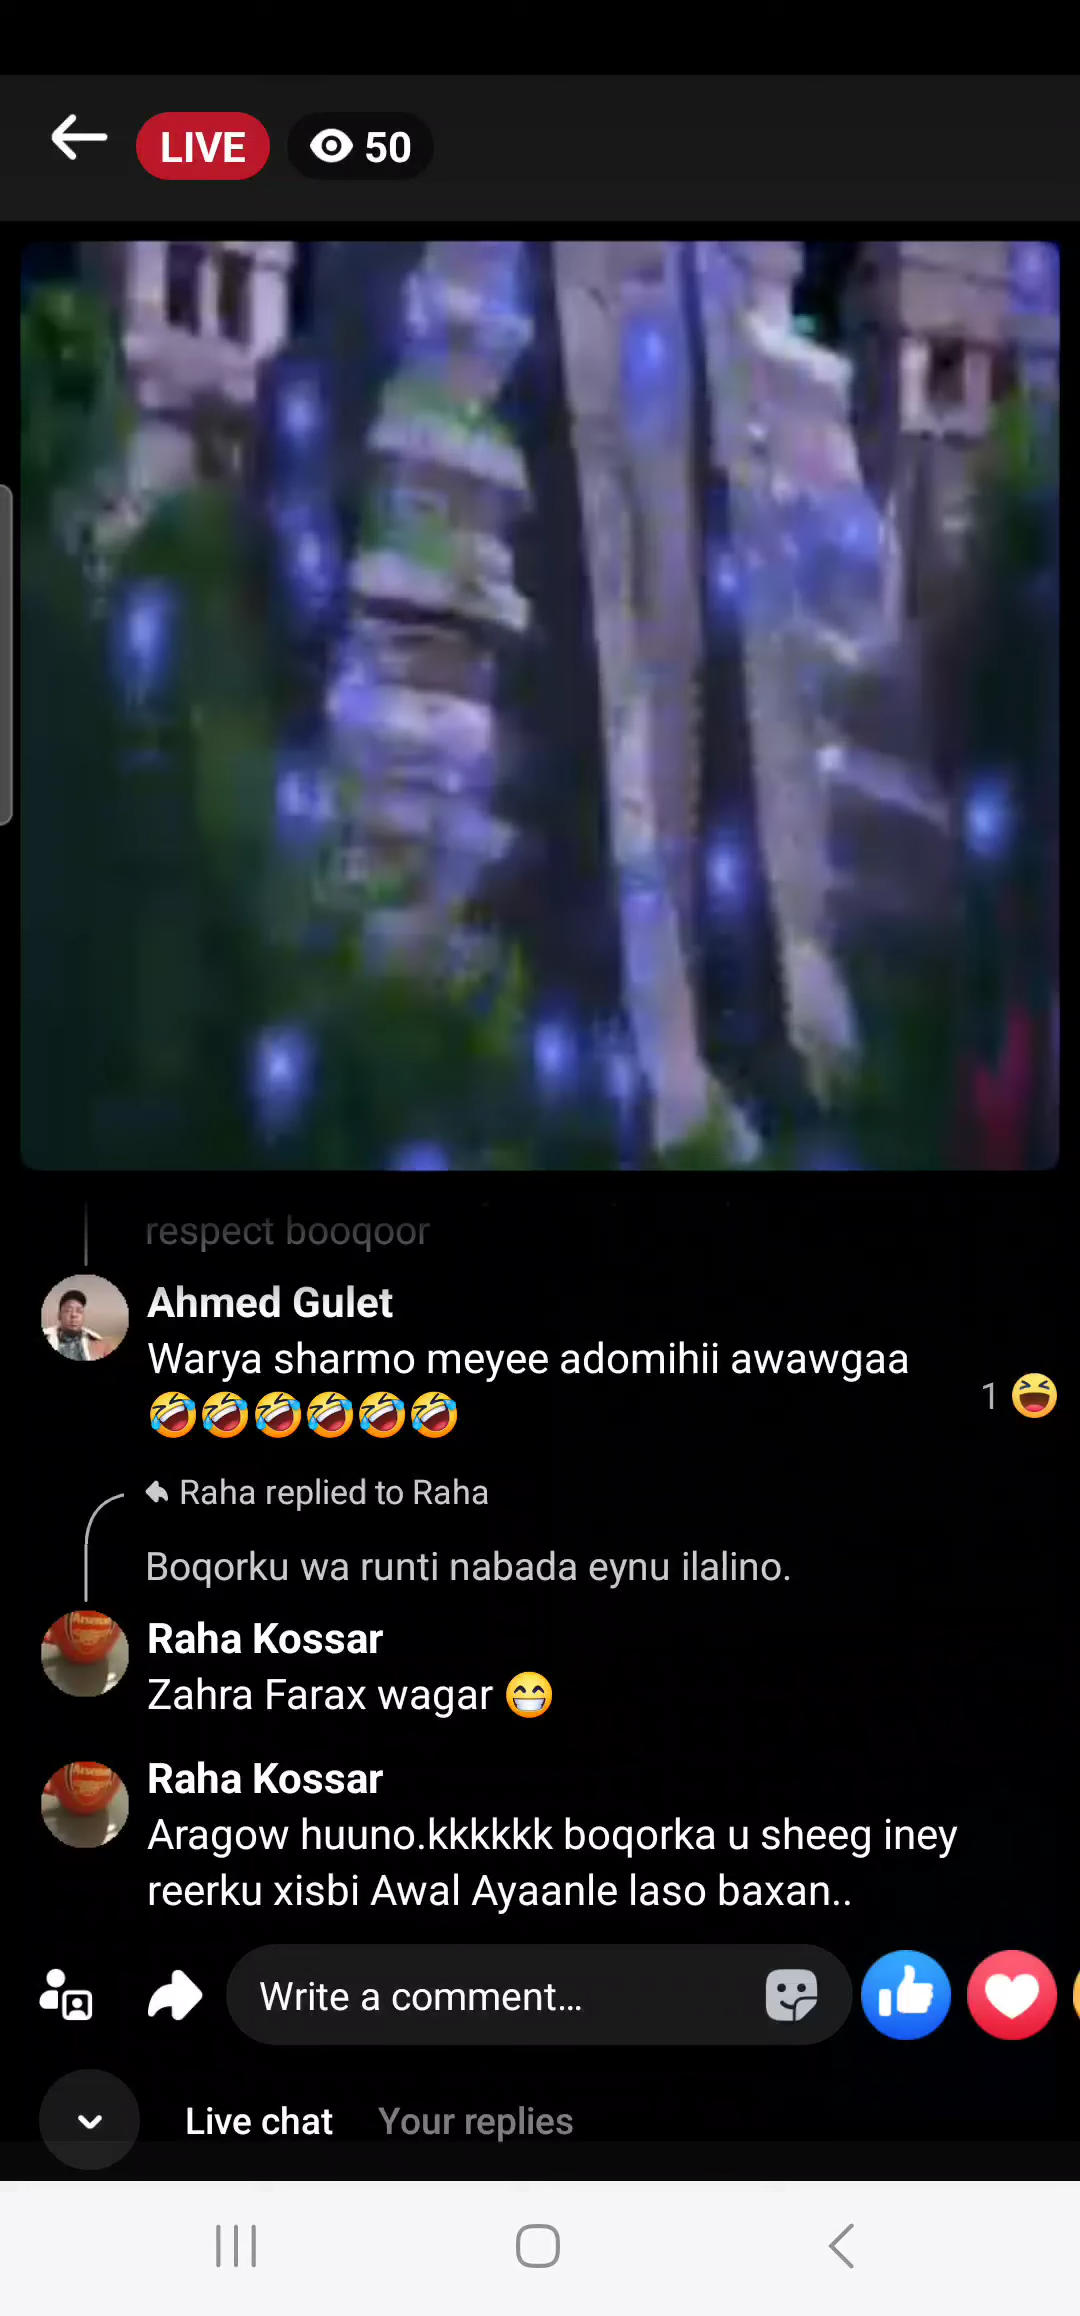 LIVE
50
respect booqoor
Ahmed Gulet
Warya sharmo meyee adomihii awawgaa
🤣🤣🤣🤣🤣🤣
1 😆
Raha replied to Raha
Boqorku wa runti nabada eynu ilalino.
Raha Kossar
Zahra Farax wagar 😁
Raha Kossar
Aragow huuno.kkkkkk boqorka u sheeg iney
reerku xisbi Awal Ayaanle laso baxan..
Write a comment...
Live chat
Your replies